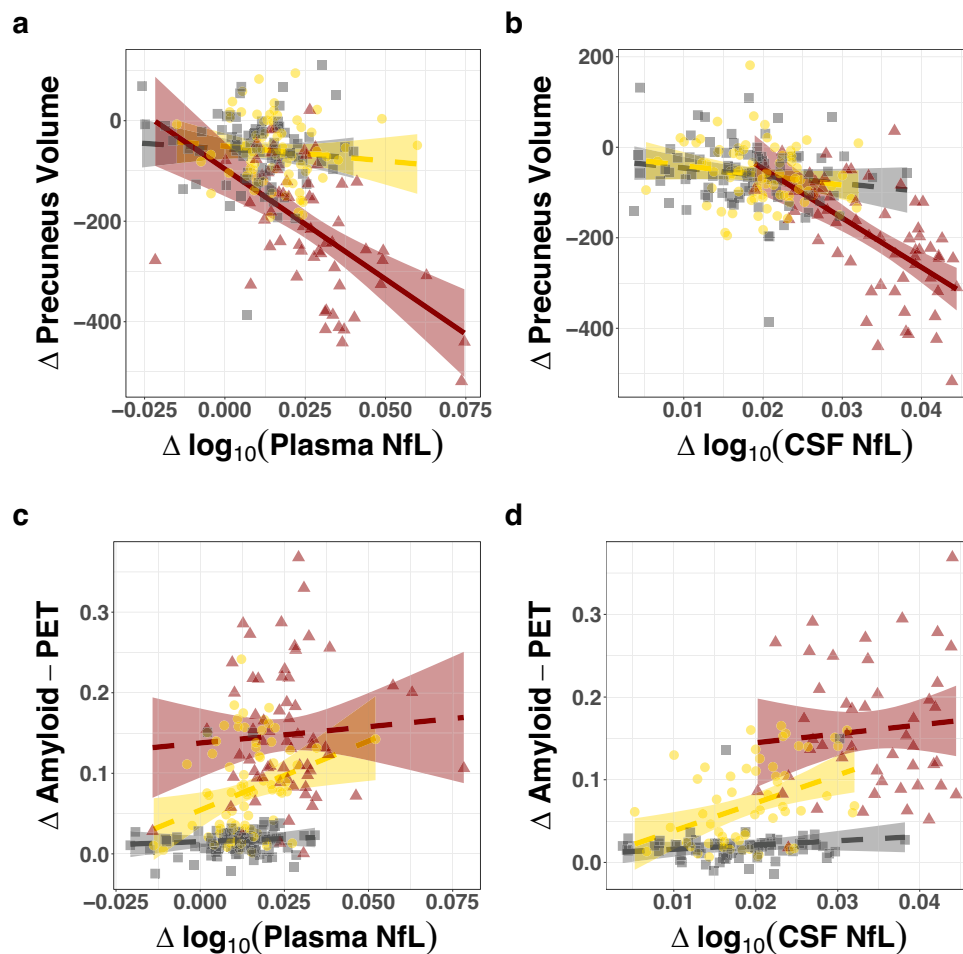 a
Δ Precuneus Volume
0
−200
−400
−0.025 0.000 0.025 0.050 0.075
Δ log10(Plasma NfL)
b
Δ Precuneus Volume
200
0
−200
−400
0.01 0.02 0.03 0.04
Δ log10(CSF NfL)
c
Δ Amyloid − PET
0.3
0.2
0.1
0.0
−0.025 0.000 0.025 0.050 0.075
Δ log10(Plasma NfL)
d
Δ Amyloid − PET
0.3
0.2
0.1
0.0
0.01 0.02 0.03 0.04
Δ log10(CSF NfL)